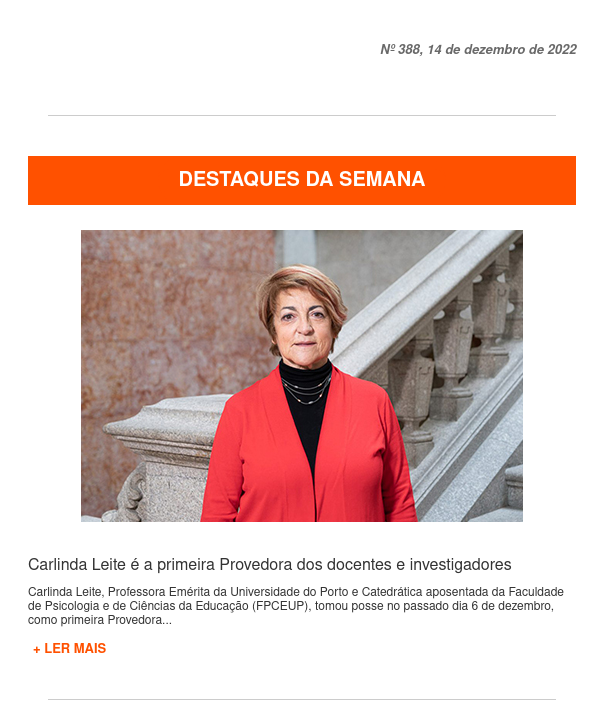 Nº 388, 14 de dezembro de 2022
DESTAQUES DA SEMANA
Carlinda Leite é a primeira Provedora dos docentes e investigadores
Carlinda Leite, Professora Emérita da Universidade do Porto e Catedrática aposentada da Faculdade
de Psicologia e de Ciências da Educação (FPCEUP), tomou posse no passado dia 6 de dezembro,
como primeira Provedora...
+ LER MAIS